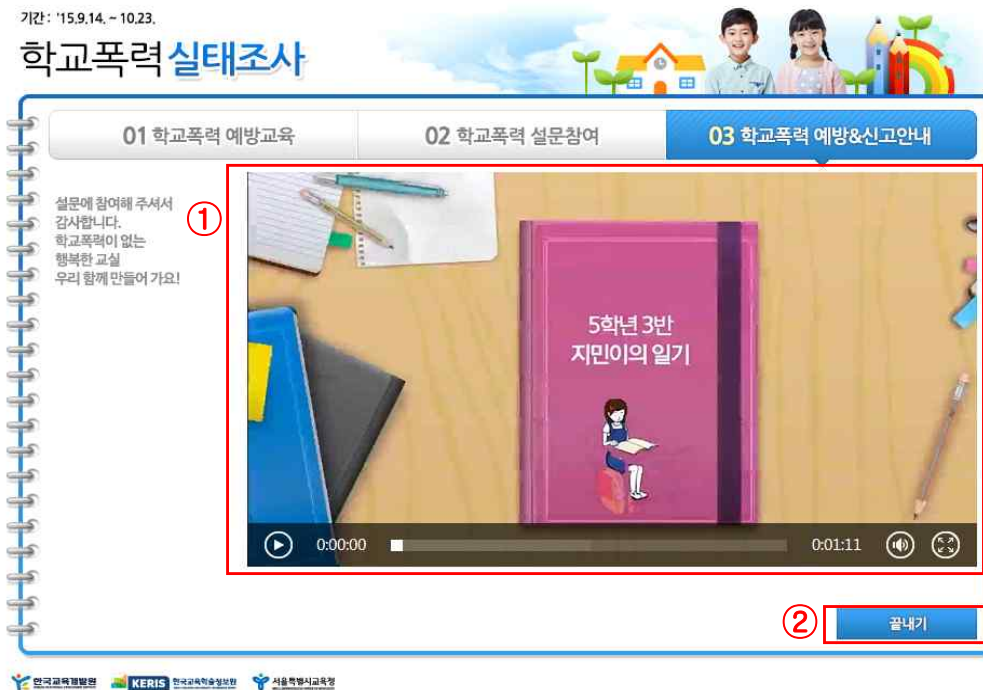 기간 : '15.9.14. ~ 10.23.
학교폭력실태조사
01 학교폭력 예방교육
02 학교폭력 설문참여
03 학교폭력 예방&신고안내
설문에 참여해 주셔서
감사합니다.
학교폭력이 없는
행복한 교실
우리 함께 만들어 가요!
①
5학년 3반
지민이의 일기
0:00:00
0:01:11
②
끝내기
한국교육개발원
KERIS 한국교육학술정보원
서울특별시교육청